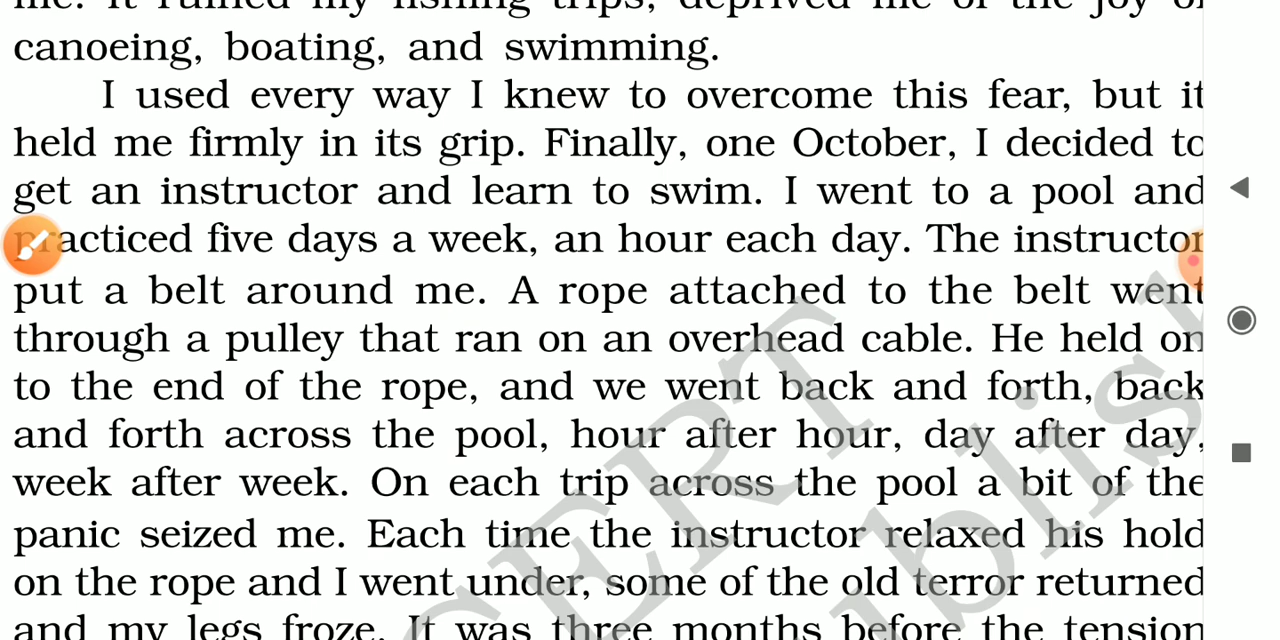 me. It ruined my fishing trips; deprived me of the joy of
canoeing, boating, and swimming.
I used every way I knew to overcome this fear, but it
held me firmly in its grip. Finally, one October, I decided to
get an instructor and learn to swim. I went to a pool and
practiced five days a week, an hour each day. The instructor
put a belt around me. A rope attached to the belt went
through a pulley that ran on an overhead cable. He held on
to the end of the rope, and we went back and forth, back
and forth across the pool, hour after hour, day after day,
week after week. On each trip across the pool a bit of the
panic seized me. Each time the instructor relaxed his hold
on the rope and I went under, some of the old terror returned
and my legs froze. It was three months before the tension